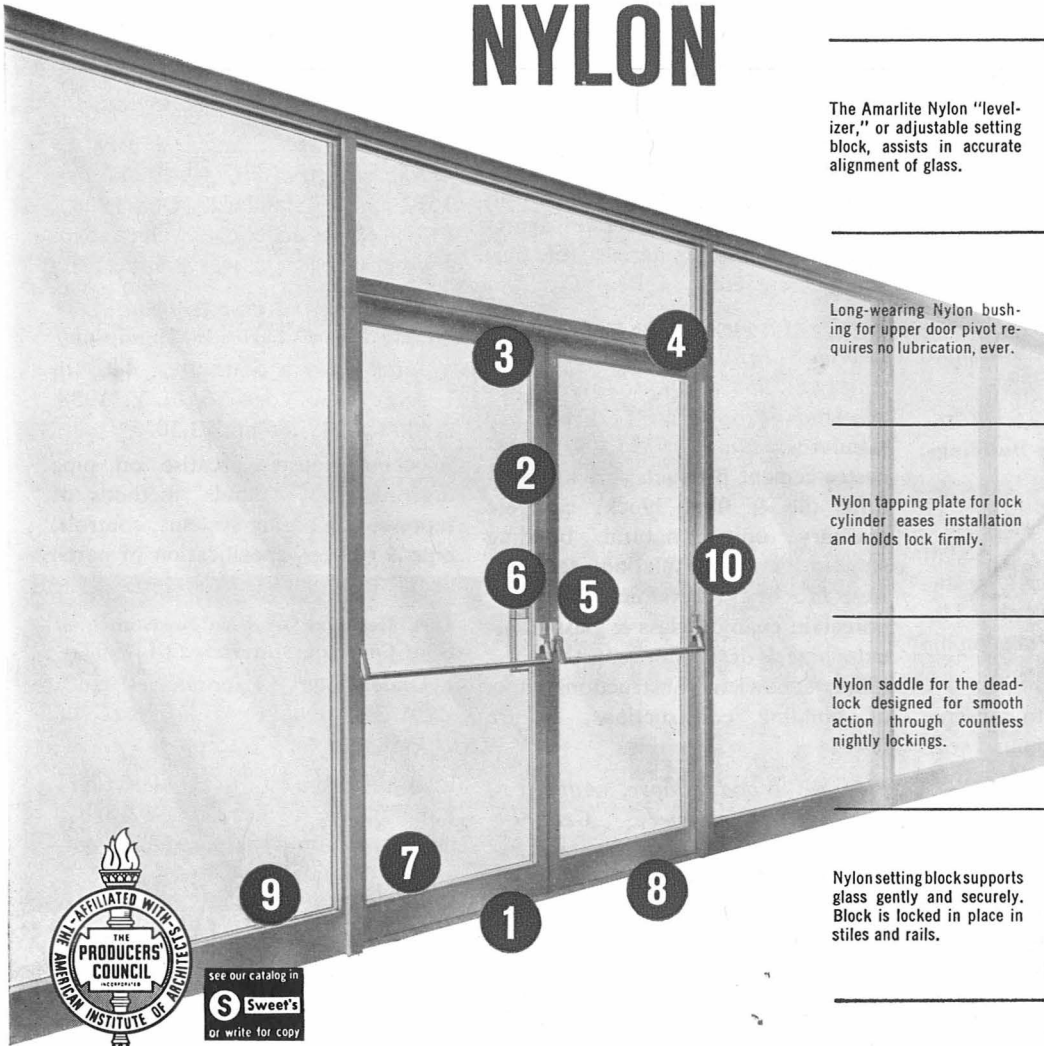 NYLON
The Amarlite Nylon "level-
izer," or adjustable setting
block, assists in accurate
alignment of glass.
Long-wearing Nylon bush-
ing for upper door pivot re-
quires no lubrication, ever.
Nylon tapping plate for lock
cylinder eases installation
and holds lock firmly.
Nylon saddle for the dead-
lock designed for smooth
action through countless
nightly lockings.
Nylon setting block supports
glass gently and securely.
Block is locked in place in
stiles and rails.
3
4
2
6
5
10
7
8
9
1
AFFILIATED WITH THE AMERICAN INSTITUTE OF ARCHITECTS
THE
PRODUCERS'
COUNCIL
INCORPORATED
see our catalog in
S Sweet's
or write for copy